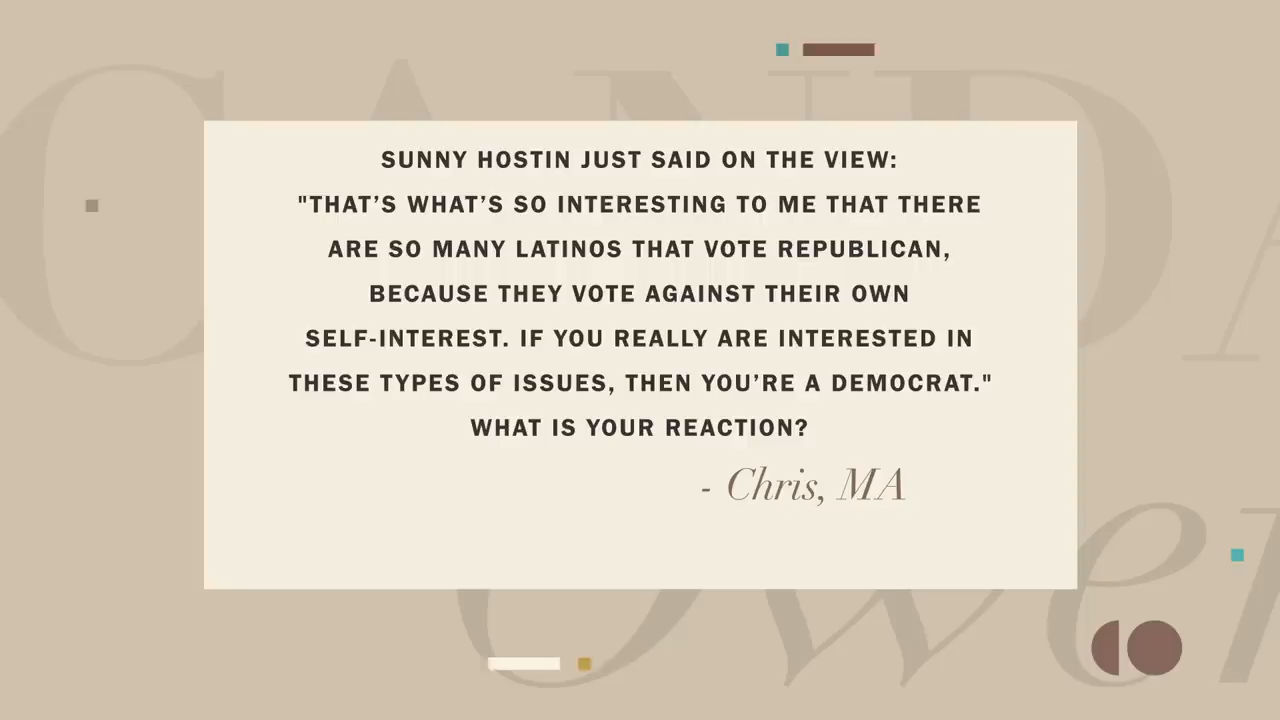 CANDA
SUNNY HOSTIN JUST SAID ON THE VIEW:
"THAT’S WHAT’S SO INTERESTING TO ME THAT THERE
ARE SO MANY LATINOS THAT VOTE REPUBLICAN,
BECAUSE THEY VOTE AGAINST THEIR OWN
SELF-INTEREST. IF YOU REALLY ARE INTERESTED IN
THESE TYPES OF ISSUES, THEN YOU’RE A DEMOCRAT."
WHAT IS YOUR REACTION?
- Chris, MA
Ower